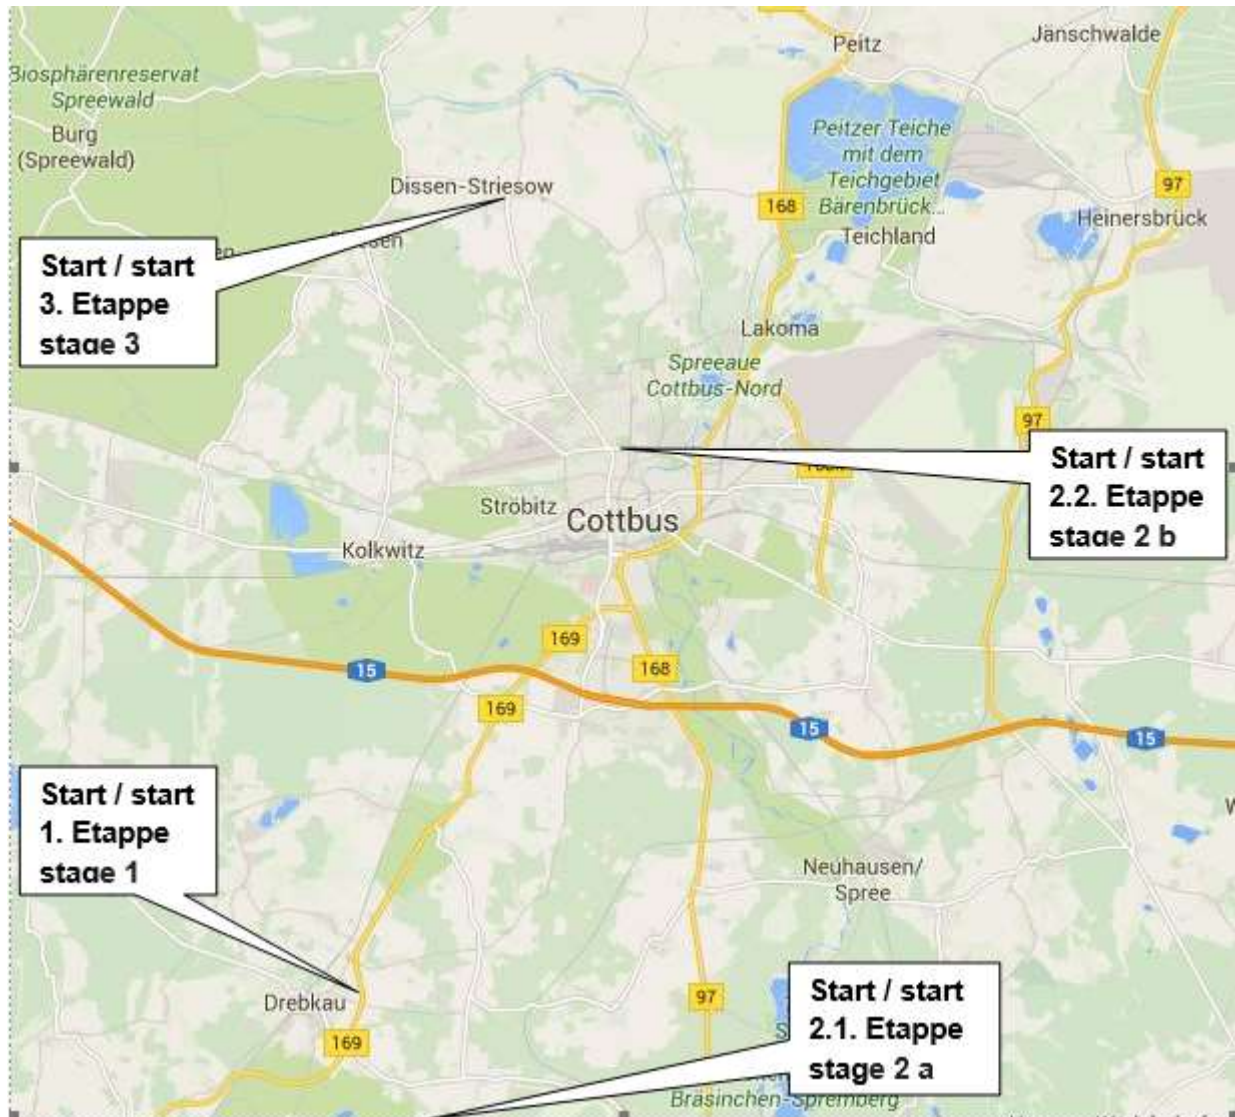 Peitz
Jänschwalde
Biosphärenreservat
Spreewald
Burg
(Spreewald)
Peitzer Teiche
mit dem
Teichgebiet
Bärenbrück...
Dissen-Striesow
168
97
Heinersbrück
Teichland
Start / start
3. Etappe
stage 3
Lakoma
Spreeaue
Cottbus-Nord
97
Start / start
2.2. Etappe
stage 2 b
Ströbitz
Cottbus
Kolkwitz
169
168
15
169
15
15
Start / start
1. Etappe
stage 1
Neuhausen/
Spree
Drebkau
97
Start / start
2.1. Etappe
stage 2 a
169
Bräsinchen-Spremberg